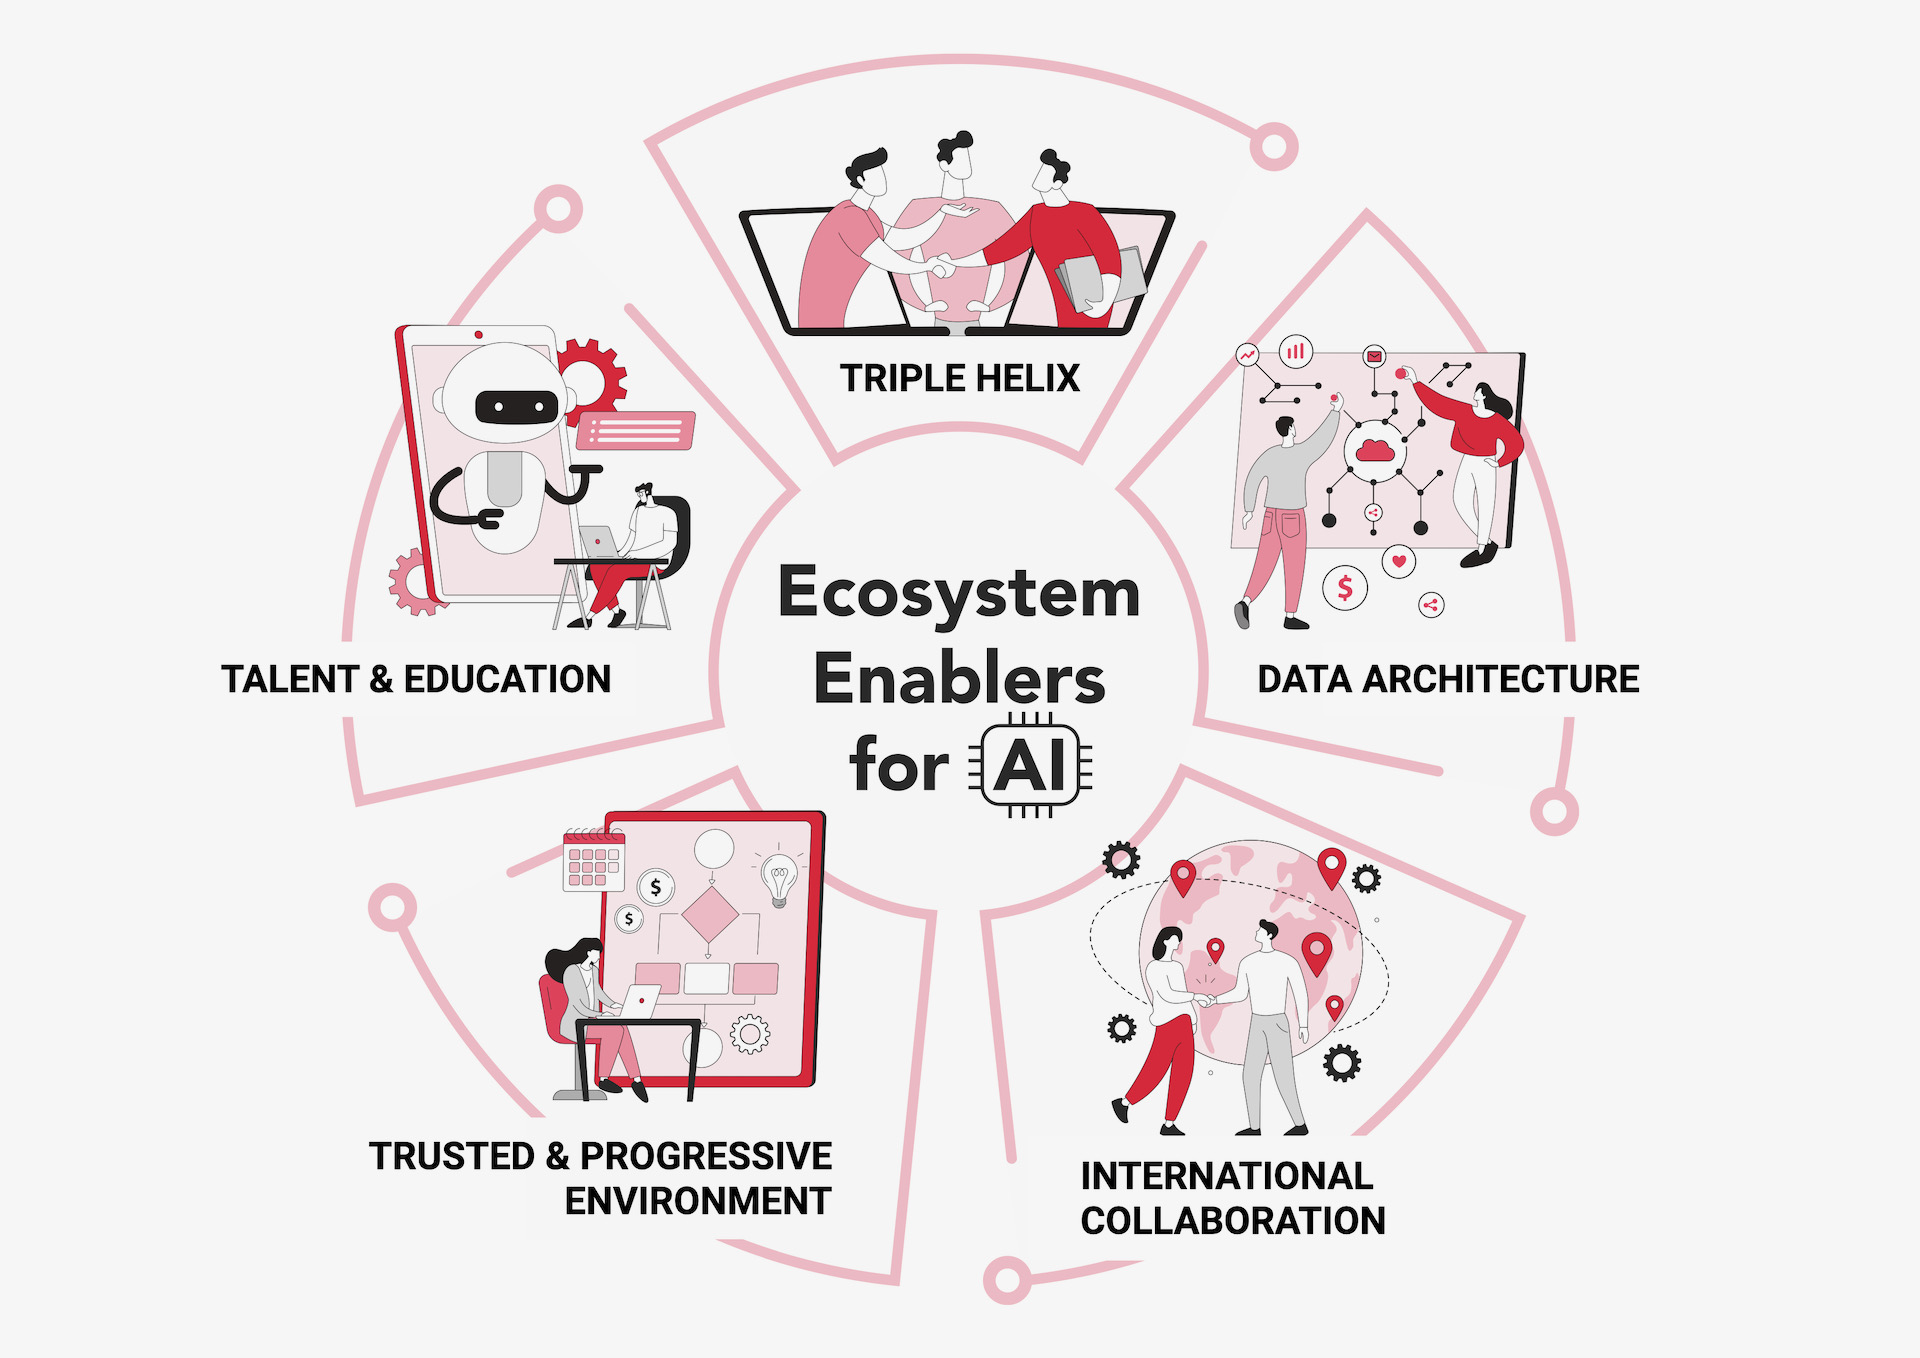 TRIPLE HELIX
TALENT & EDUCATION
Ecosystem
Enablers
for AI
DATA ARCHITECTURE
$
$
$
TRUSTED & PROGRESSIVE
ENVIRONMENT
INTERNATIONAL
COLLABORATION